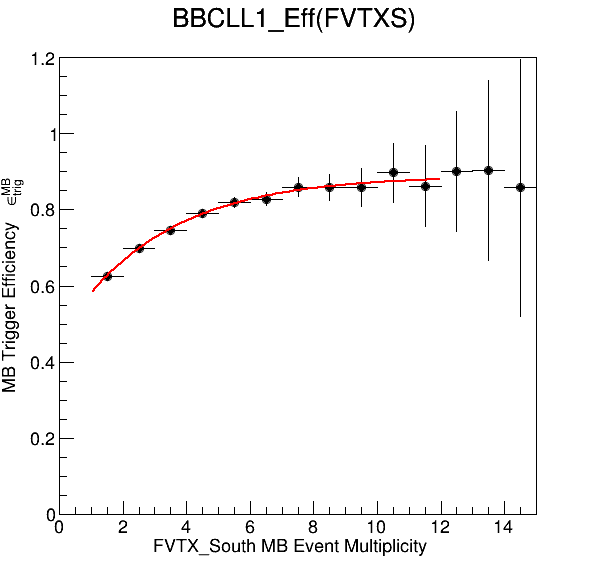 BBCLL1_Eff(FVTXS)
MB Trigger Efficiency ∈MBtrig
1.2
1
0.8
0.6
0.4
0.2
0
0 2 4 6 8 10 12 14
FVTX_South MB Event Multiplicity